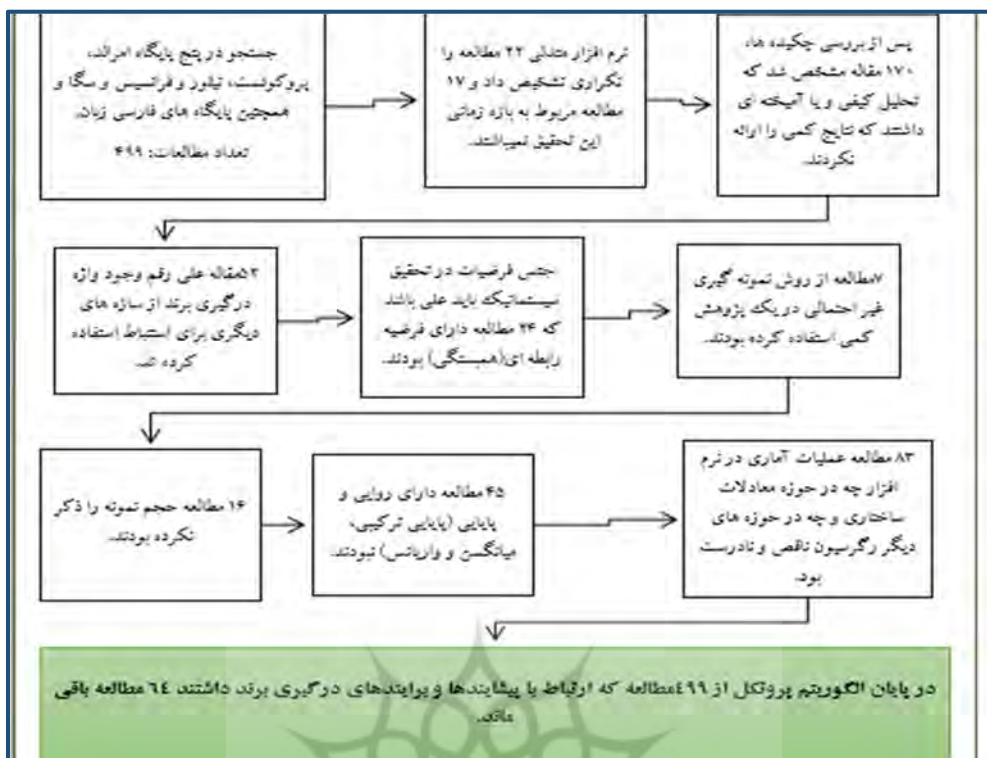 جستجو در پنج پایگاه امرالد،
پروکوئست، تیلور و فرانسیس و سگا و
همچنین پایگاه های فارسی زبان.
تعداد مطالعات: ۴۹۹
نرم افزار مندلی ۲۲ مطالعه را
تکراری تشخیص داد و ۱۷
مطالعه مربوط به بازه زمانی
این تحقیق نمیباشند.
پس از بررسی چکیده ها،
۱۷۰ مقاله مشخص شد که
تحلیل کیفی و یا آمیخته ای
داشتند که نتایج کمی را ارائه
نکردند.
۵۲مقاله علی رقم وجود واژه
درگیری برند از سازه های
دیگری برای استنباط استفاده
کرده اند.
جنس فرضیات در تحقیق
سیستماتیک باید علی باشد
که ۲۴ مطالعه دارای فرضیه
رابطه ای(همبستگی) بودند.
۷مطالعه از روش نمونه گیری
غیر احتمالی در یک پژوهش
کمی استفاده کرده بودند.
۱۶ مطالعه حجم نمونه را ذکر
نکرده بودند.
۴۵ مطالعه دارای روایی و
پایایی (پایایی ترکیبی،
میانگسن و واریانس) نبودند.
۸۳ مطالعه عملیات آماری در نرم
افزار چه در حوزه معادلات
ساختاری و چه در حوزه های
دیگر رگرسیون ناقص و نادرست
بود.
در پایان الگوریتم پروتکل از ٤٩٩مطالعه که ارتباط با پیشایندها و برایندهای درگیری برند داشتند ٦٤ مطالعه باقی
ماند.